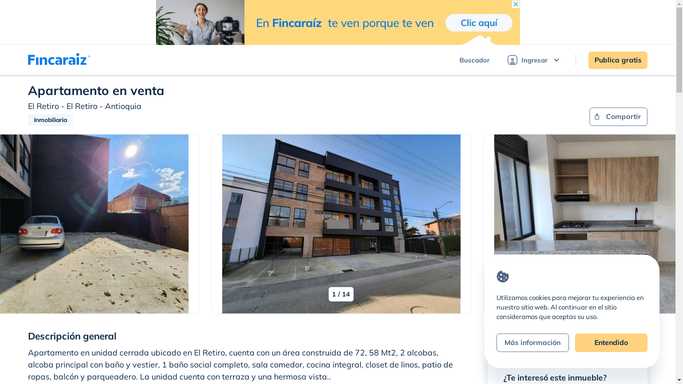 En Fincaraíz te ven porque te ven
Clic aquí
Fincaraiz
Buscador
Ingresar
Publica gratis
Apartamento en venta
El Retiro - El Retiro - Antioquia
Inmobiliaria
Compartir
1 / 14
Utilizamos cookies para mejorar tu experiencia en
nuestro sitio web. Al continuar en el sitio
consideramos que aceptas su uso.
Más información
Entendido
Descripción general
Apartamento en unidad cerrada ubicado en El Retiro, cuenta con un área construida de 72, 58 Mt2, 2 alcobas,
alcoba principal con baño y vestier, 1 baño social completo, sala comedor, cocina integral, closet de linos, patio de
ropas, balcón y parqueadero. La unidad cuenta con terraza y una hermosa vista..
¿Te interesó este inmueble?